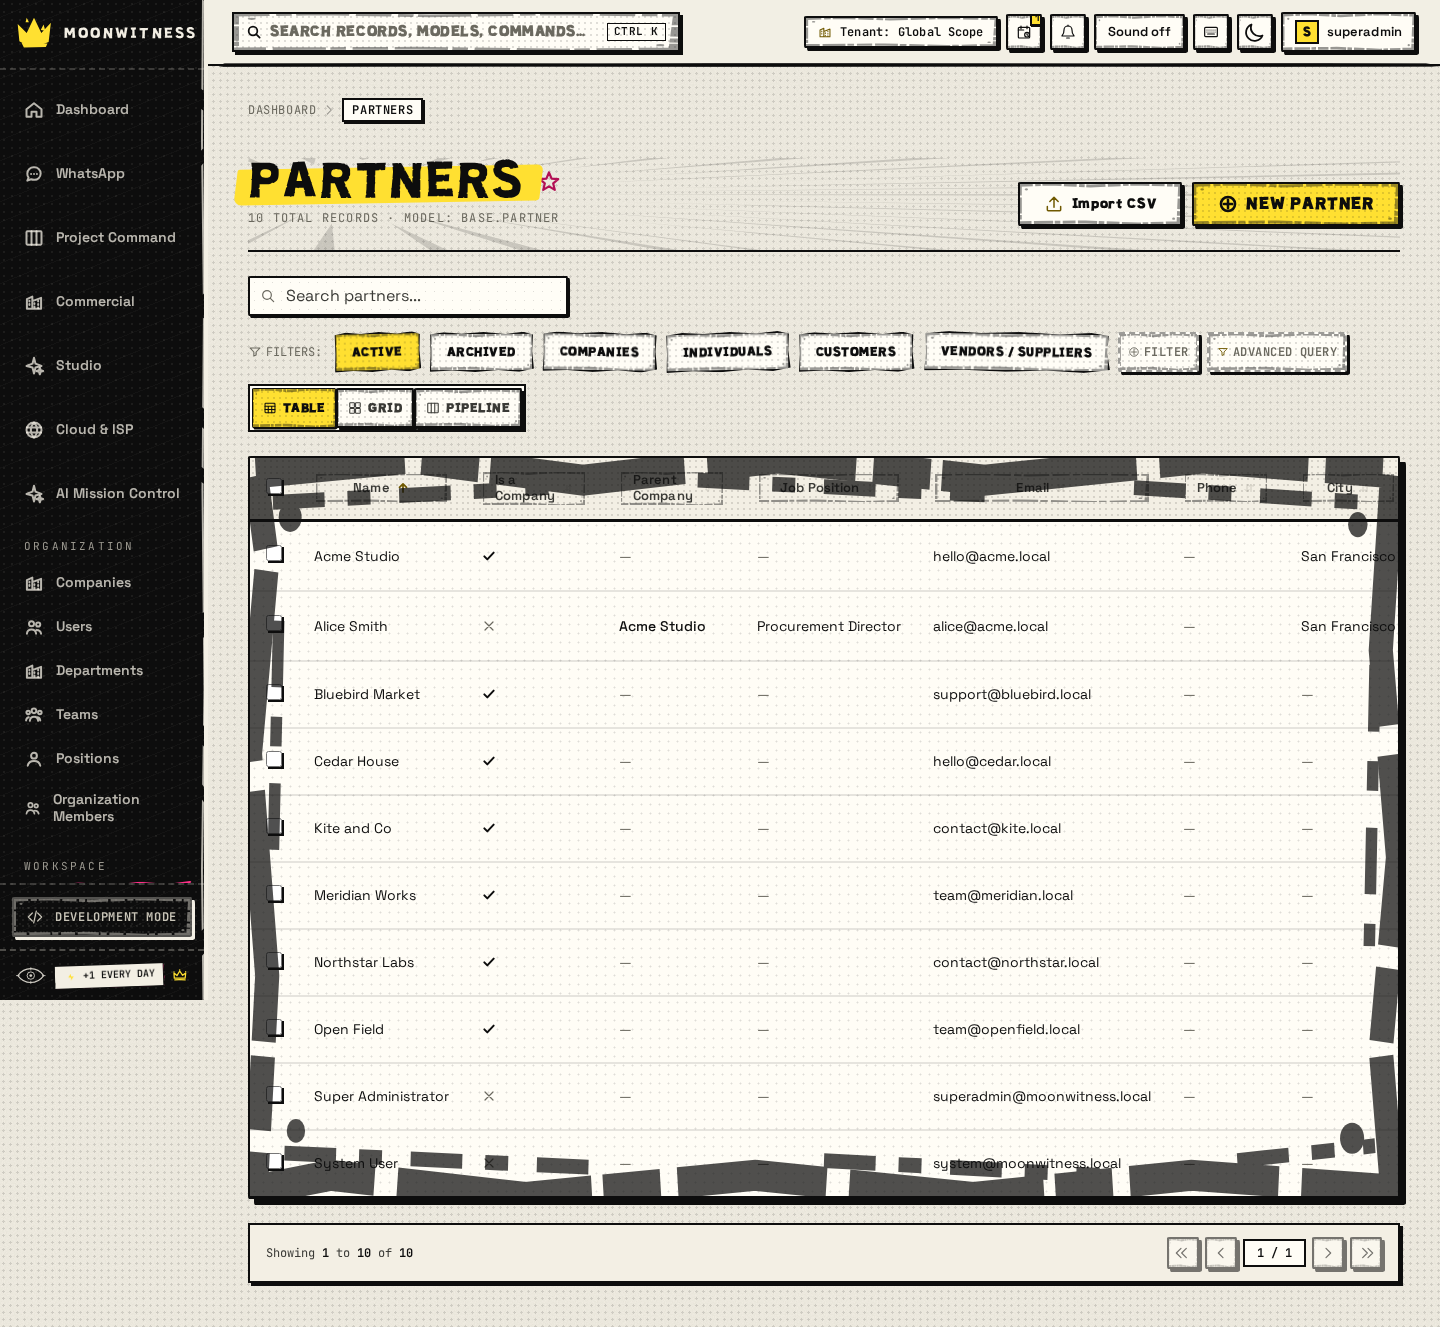 MOONWITNESS
SEARCH RECORDS, MODELS, COMMANDS…
CTRL K
Tenant: Global Scope
Sound off
S
superadmin
Dashboard
WhatsApp
Project Command
Commercial
Studio
Cloud & ISP
AI Mission Control
ORGANIZATION
Companies
Users
Departments
Teams
Positions
Organization
Members
WORKSPACE
DEVELOPMENT MODE
+1 EVERY DAY
DASHBOARD
PARTNERS
PARTNERS
10 TOTAL RECORDS · MODEL: BASE.PARTNER
Import CSV
NEW PARTNER
Search partners...
FILTERS:
ACTIVE
ARCHIVED
COMPANIES
INDIVIDUALS
CUSTOMERS
VENDORS / SUPPLIERS
FILTER
ADVANCED QUERY
TABLE
GRID
PIPELINE
Name
Is a
Company
Parent
Company
Job Position
Email
Phone
City
Acme Studio — — hello@acme.local — San Francisco
Alice Smith Acme Studio Procurement Director alice@acme.local — San Francisco
Bluebird Market — — support@bluebird.local — —
Cedar House — — hello@cedar.local — —
Kite and Co — — contact@kite.local — —
Meridian Works — — team@meridian.local — —
Northstar Labs — — contact@northstar.local — —
Open Field — — team@openfield.local — —
Super Administrator — — superadmin@moonwitness.local — —
System User — — system@moonwitness.local — —
Showing 1 to 10 of 10
1 / 1